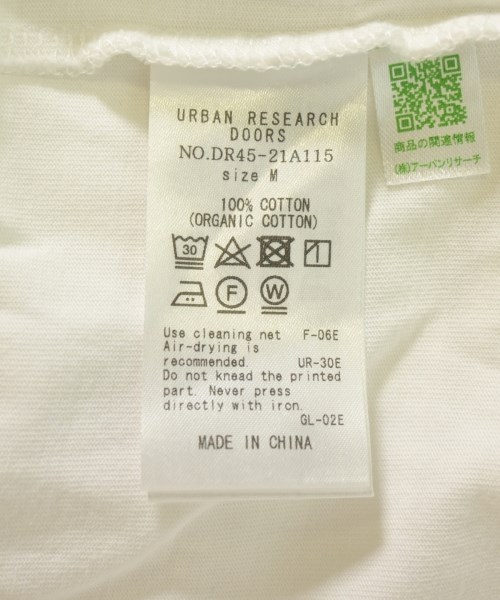 URBAN RESEARCH
DOORS
NO.DR45-21A115
size M
100% COTTON
(ORGANIC COTTON)
30
F
W
Use cleaning net F-06E
Air-drying is
recommended. UR-30E
Do not knead the printed
part. Never press
directly with iron.
GL-02E
MADE IN CHINA
商品の関連情報
(株)アーバンリサーチ